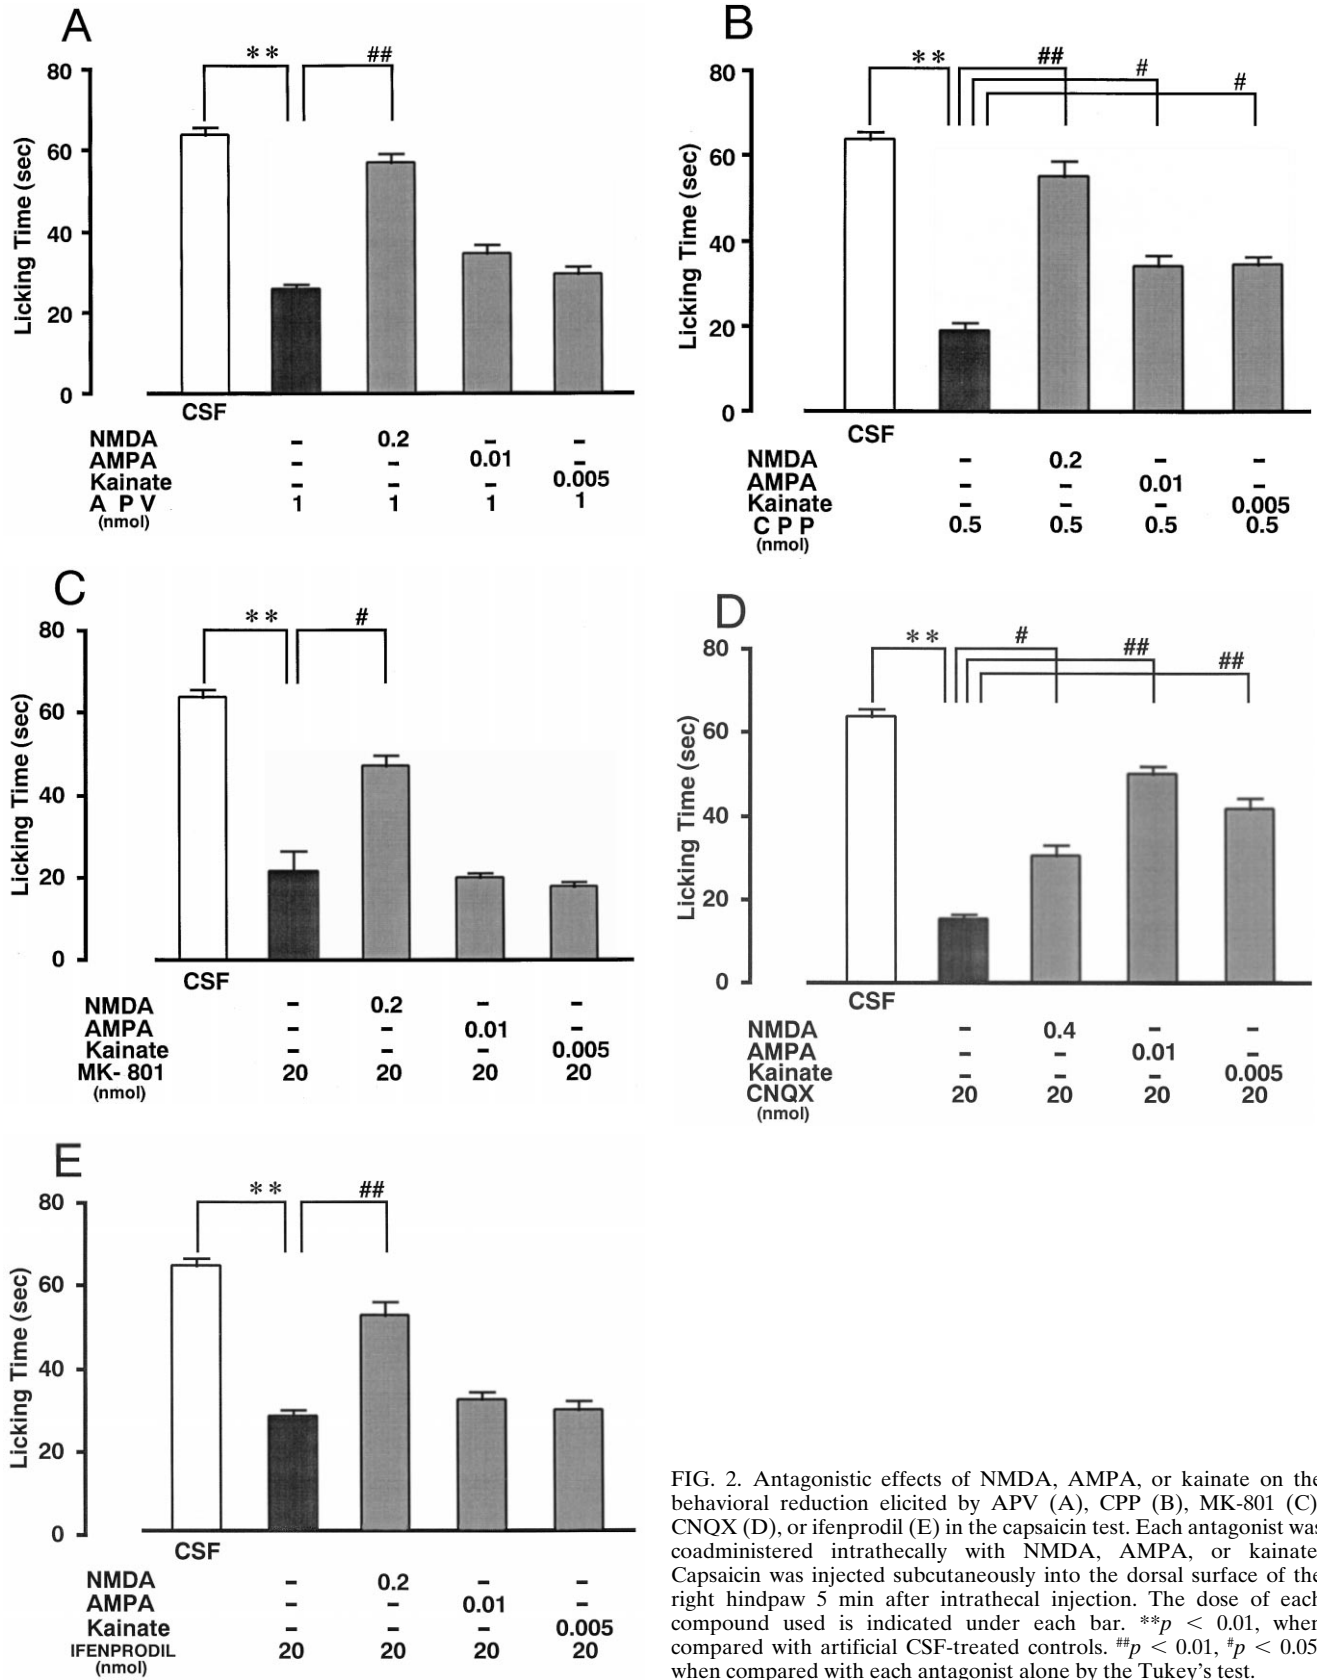 A
** ##
80
60
40
20
0
Licking Time (sec)
CSF
NMDA – 0.2 – –
AMPA – – 0.01 –
Kainate – – – 0.005
A P V 1 1 1 1
(nmol)
B
** ## # #
80
60
40
20
0
Licking Time (sec)
CSF
NMDA – 0.2 – –
AMPA – – 0.01 –
Kainate – – – 0.005
C P P 0.5 0.5 0.5 0.5
(nmol)
C
** #
80
60
40
20
0
Licking Time (sec)
CSF
NMDA – 0.2 – –
AMPA – – 0.01 –
Kainate – – – 0.005
MK- 801 20 20 20 20
(nmol)
D
** # ## ##
80
60
40
20
0
Licking Time (sec)
CSF
NMDA – 0.4 – –
AMPA – – 0.01 –
Kainate – – – 0.005
CNQX 20 20 20 20
(nmol)
E
** ##
80
60
40
20
0
Licking Time (sec)
CSF
NMDA – 0.2 – –
AMPA – – 0.01 –
Kainate – – – 0.005
IFENPRODIL 20 20 20 20
(nmol)
FIG. 2. Antagonistic effects of NMDA, AMPA, or kainate on the
behavioral reduction elicited by APV (A), CPP (B), MK-801 (C)
CNQX (D), or ifenprodil (E) in the capsaicin test. Each antagonist was
coadministered intrathecally with NMDA, AMPA, or kainate
Capsaicin was injected subcutaneously into the dorsal surface of the
right hindpaw 5 min after intrathecal injection. The dose of each
compound used is indicated under each bar. **p < 0.01, when
compared with artificial CSF-treated controls. ##p < 0.01, #p < 0.05
when compared with each antagonist alone by the Tukey's test.